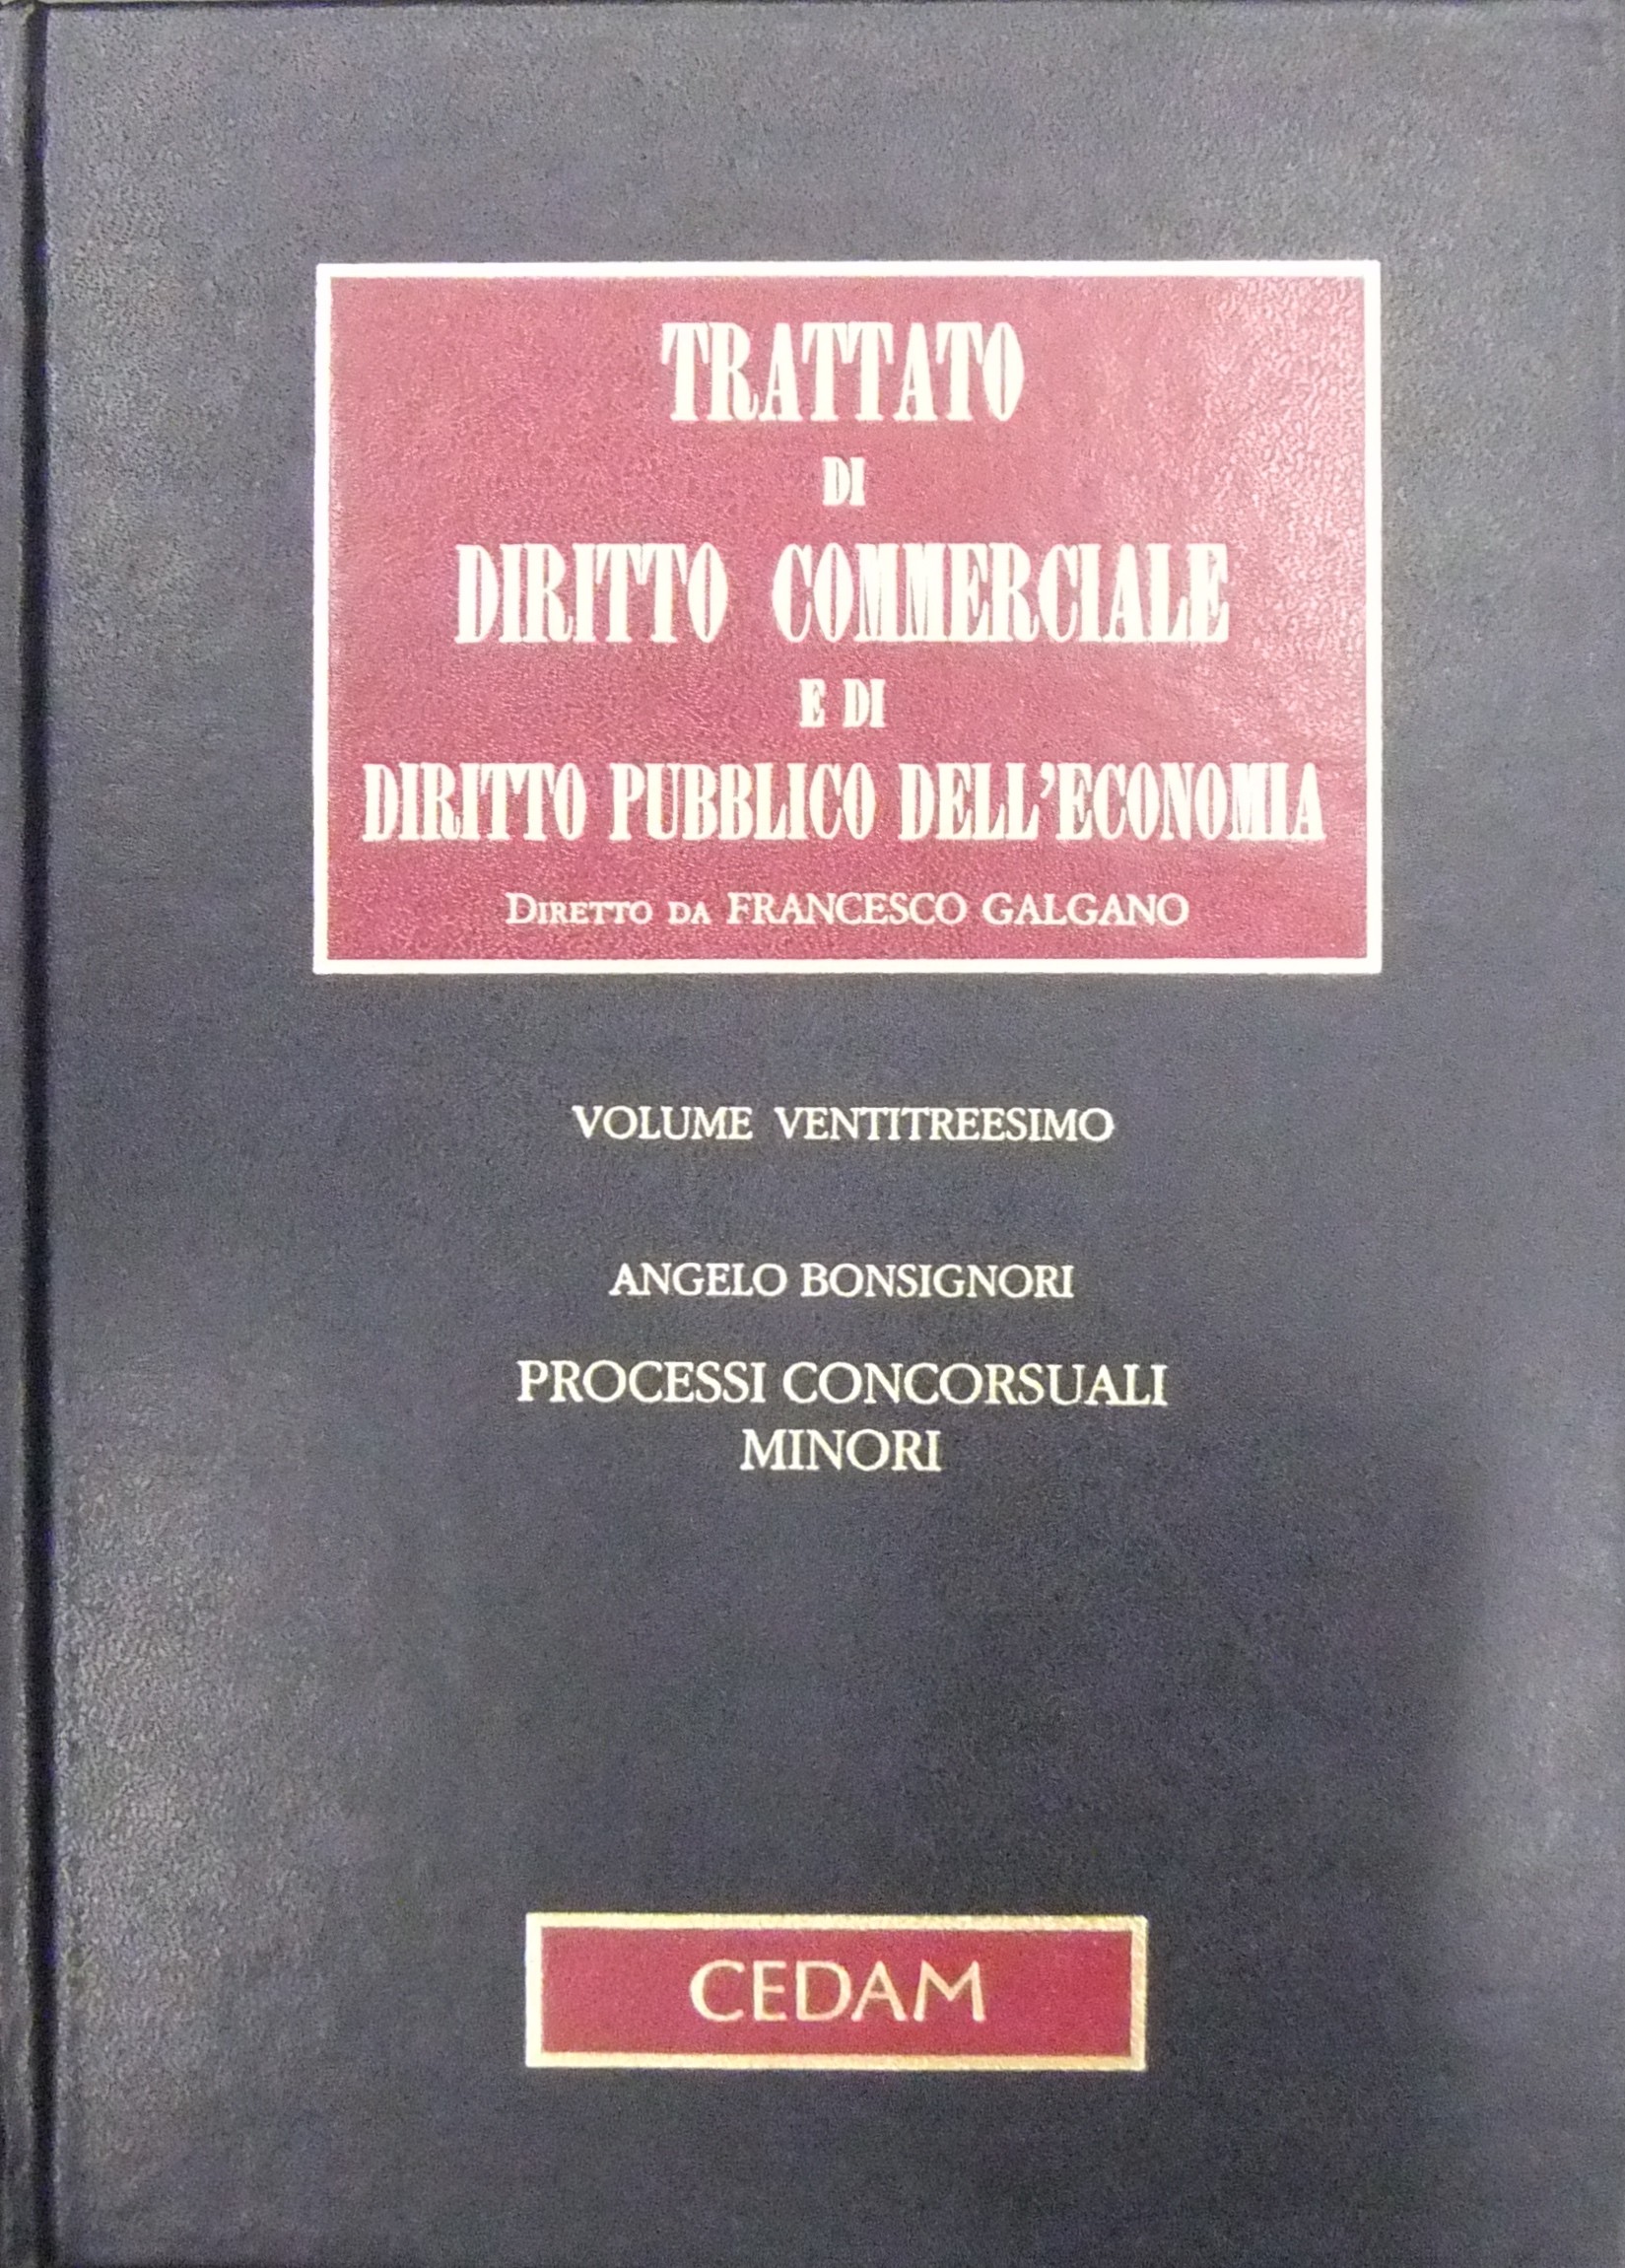 TRATTATO
DI
DIRITTO COMMERCIALE
E DI
DIRITTO PUBBLICO DELL'ECONOMIA
DIRETTO DA FRANCESCO GALGANO
VOLUME VENTITREESIMO
ANGELO BONSIGNORI
PROCESSI CONCORSUALI
MINORI
CEDAM